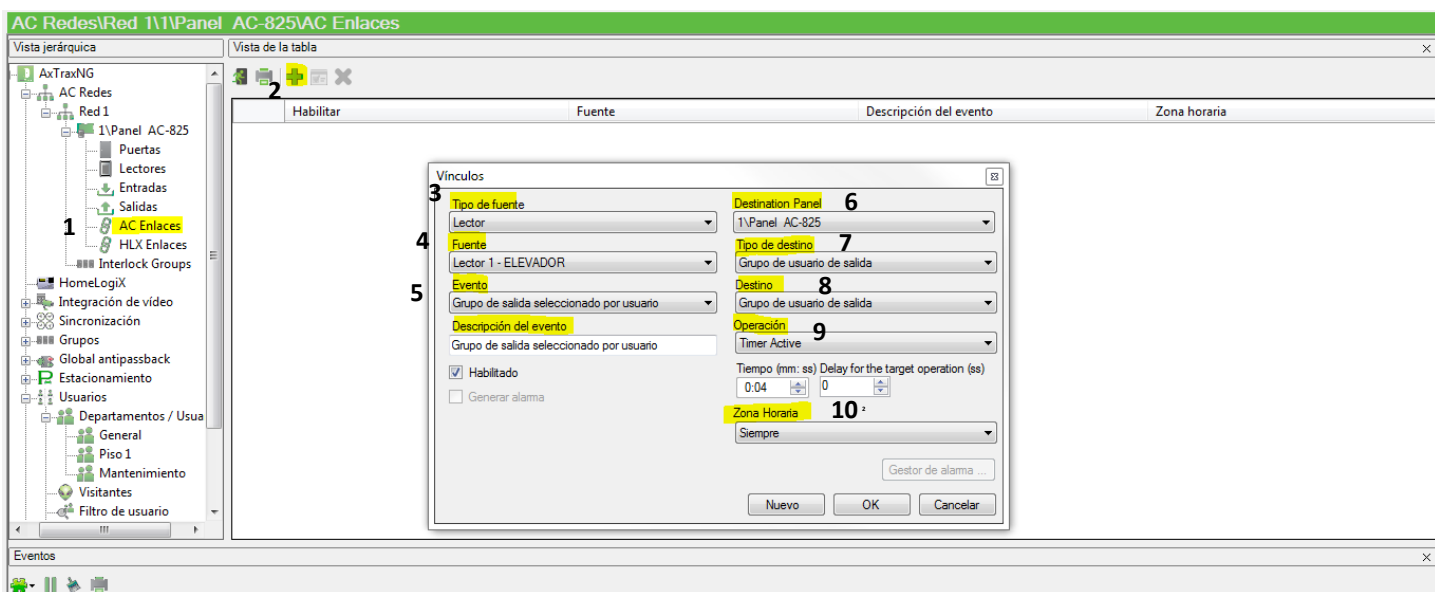 AC Redes\Red 1\1\Panel AC-825\AC Enlaces
Vista jerárquica
Vista de la tabla
AxTraxNG
AC Redes
Red 1
1\Panel AC-825
Puertas
Lectores
Entradas
Salidas
1 AC Enlaces
HLX Enlaces
Interlock Groups
HomeLogiX
Integración de vídeo
Sincronización
Grupos
Global antipassback
Estacionamiento
Usuarios
Departamentos / Usua
General
Piso 1
Mantenimiento
Visitantes
Filtro de usuario
2
Habilitar Fuente Descripción del evento Zona horaria
Vínculos
3 Tipo de fuente
Lector
4 Fuente
Lector 1 - ELEVADOR
5 Evento
Grupo de salida seleccionado por usuario
Descripción del evento
Grupo de salida seleccionado por usuario
Habilitado
Generar alarma
Destination Panel 6
1\Panel AC-825
Tipo de destino 7
Grupo de usuario de salida
Destino 8
Grupo de usuario de salida
Operación 9
Timer Active
Tiempo (mm: ss) Delay for the target operation (ss)
0:04 0
Zona Horaria 10 ²
Siempre
Gestor de alarma ...
Nuevo OK Cancelar
Eventos